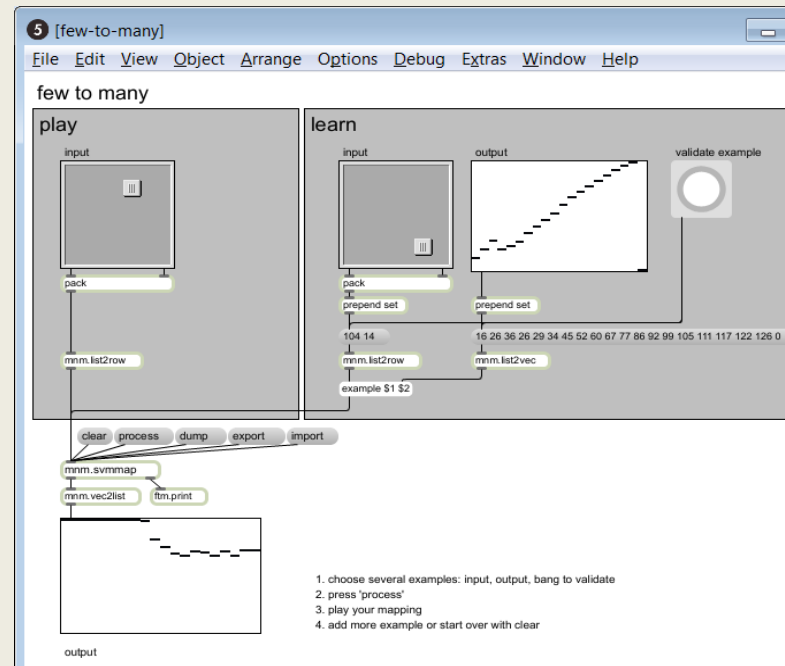 5 [few-to-many]
File Edit View Object Arrange Options Debug Extras Window Help
few to many
play
learn
input
input
output
validate example
pack
pack
prepend set
prepend set
104 14
16 26 36 26 29 34 45 52 60 67 77 86 92 99 105 111 117 122 126 0
mnm.list2row
mnm.list2row
mnm.list2vec
example $1 $2
clear process dump export import
mnm.svmmap
mnm.vec2list
ftm.print
1. choose several examples: input, output, bang to validate
2. press 'process'
3. play your mapping
4. add more example or start over with clear
output